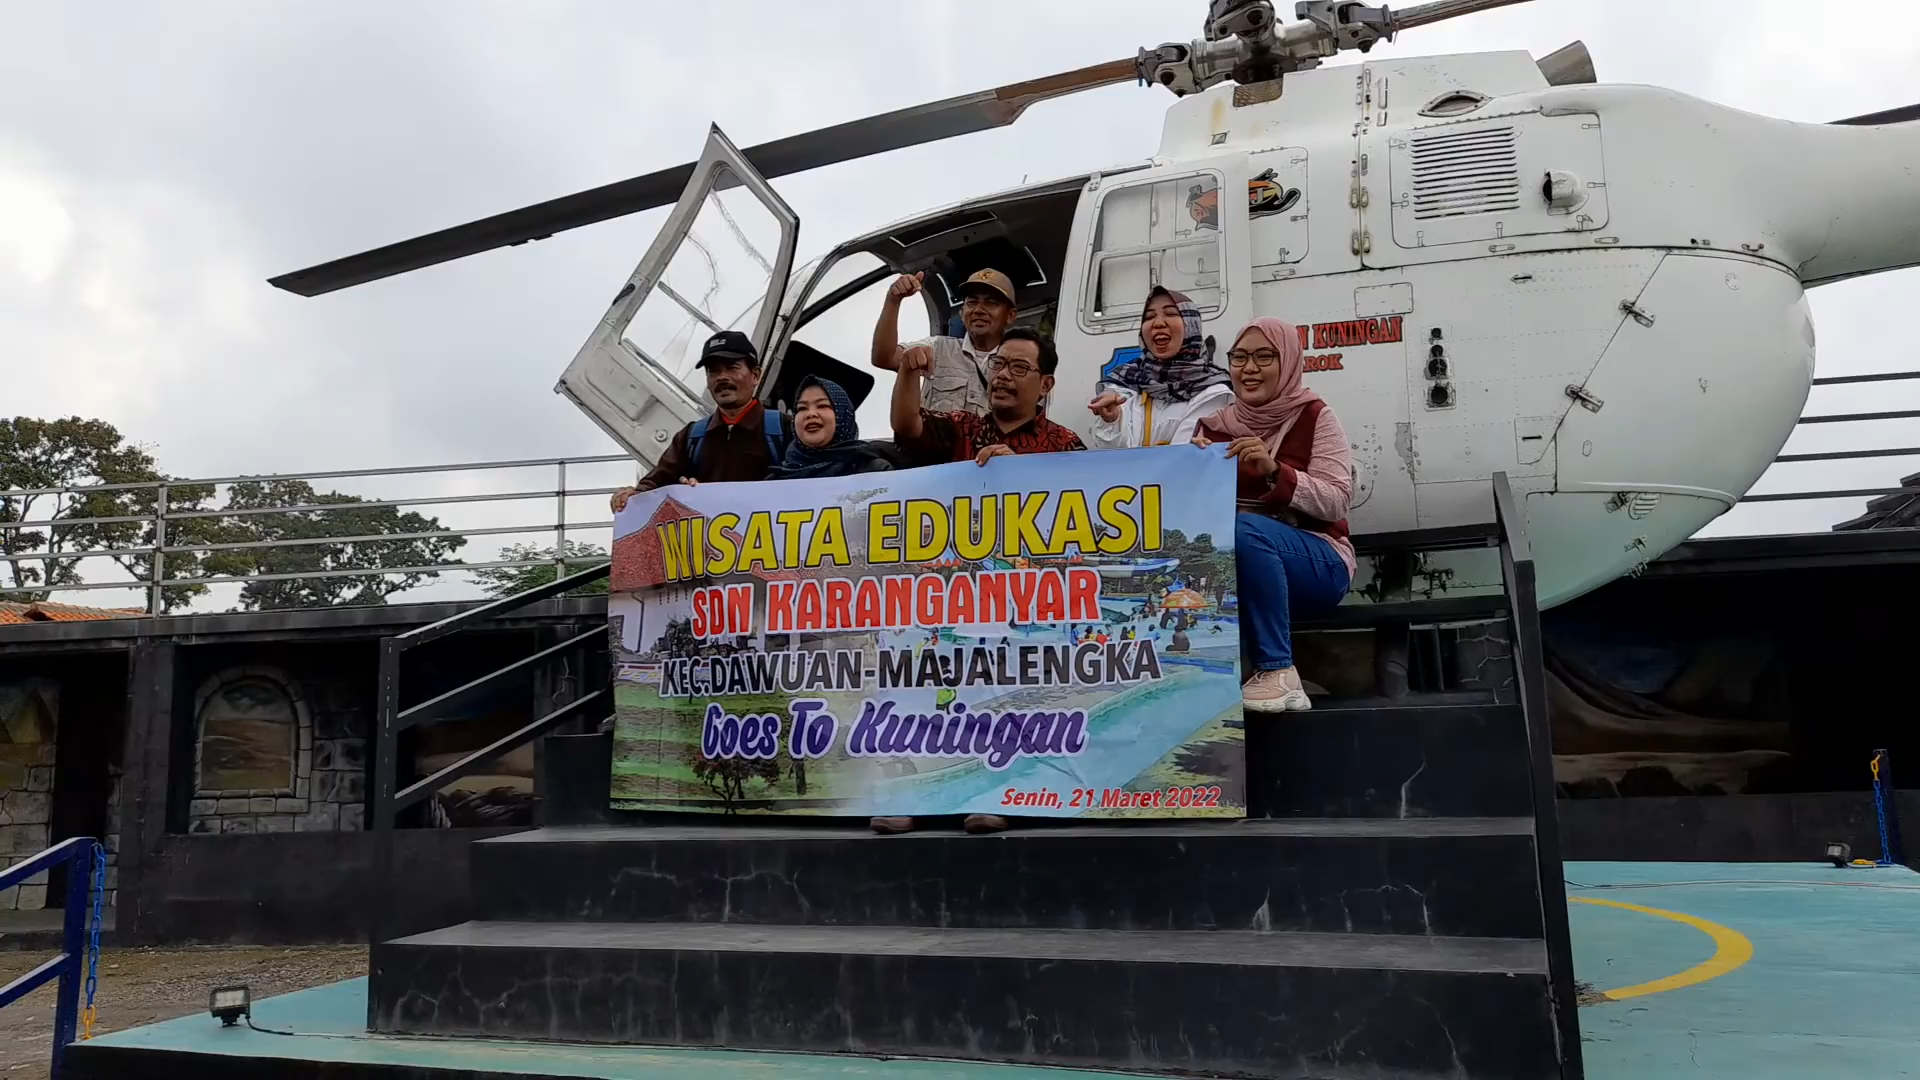 WISATA EDUKASI
SDN KARANGANYAR
KEC.DAWUAN-MAJALENGKA
Goes To Kuningan
Senin, 21 Maret 2022
KUNINGAN